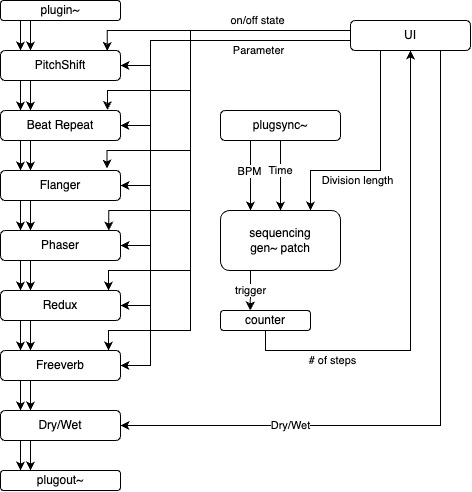 plugin~
on/off state
UI
Parameter
PitchShift
Beat Repeat
plugsync~
BPM
Time
Division length
Flanger
sequencing
gen~ patch
Phaser
trigger
Redux
counter
# of steps
Freeverb
Dry/Wet
Dry/Wet
plugout~